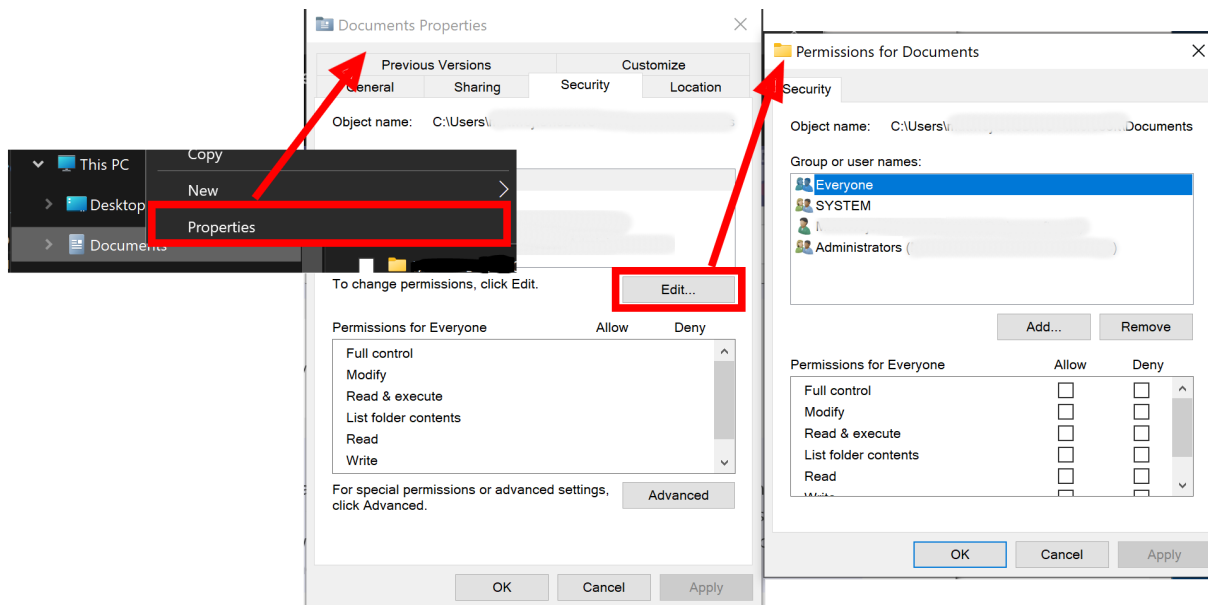 This PC
Desktop
Documents
Copy
New
Properties
Documents Properties
Previous Versions Customize
General Sharing Security Location
Object name: C:\Users\
To change permissions, click Edit.
Edit...
Permissions for Everyone Allow Deny
Full control
Modify
Read & execute
List folder contents
Read
Write
For special permissions or advanced settings,
click Advanced.
Advanced
OK Cancel Apply
Permissions for Documents
Security
Object name: C:\Users\ Documents
Group or user names:
Everyone
SYSTEM
Administrators (
)
Add... Remove
Permissions for Everyone Allow Deny
Full control
Modify
Read & execute
List folder contents
Read
Write
OK Cancel Apply